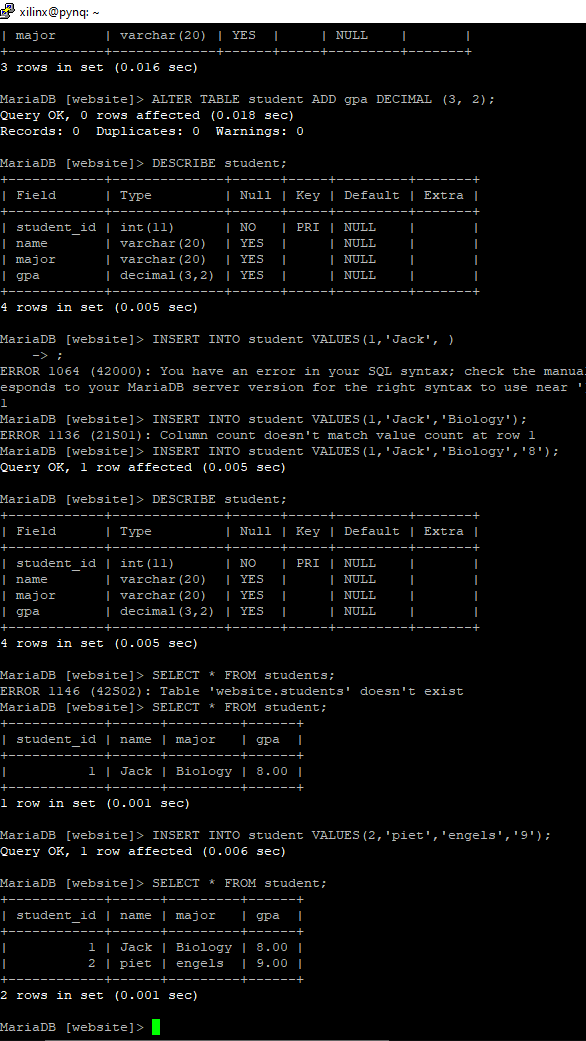 xilinx@pynq: ~
| major      | varchar(20) | YES  |     | NULL    |       |
+------------+-------------+------+-----+---------+-------+
3 rows in set (0.016 sec)
MariaDB [website]> ALTER TABLE student ADD gpa DECIMAL (3, 2);
Query OK, 0 rows affected (0.018 sec)
Records: 0  Duplicates: 0  Warnings: 0
MariaDB [website]> DESCRIBE student;
+------------+--------------+------+-----+---------+-------+
| Field      | Type         | Null | Key | Default | Extra |
+------------+--------------+------+-----+---------+-------+
| student_id | int(11)      | NO   | PRI | NULL    |       |
| name       | varchar(20)  | YES  |     | NULL    |       |
| major      | varchar(20)  | YES  |     | NULL    |       |
| gpa        | decimal(3,2) | YES  |     | NULL    |       |
+------------+--------------+------+-----+---------+-------+
4 rows in set (0.005 sec)
MariaDB [website]> INSERT INTO student VALUES(1,'Jack', )
    -> ;
ERROR 1064 (42000): You have an error in your SQL syntax; check the manua
esponds to your MariaDB server version for the right syntax to use near '
1
MariaDB [website]> INSERT INTO student VALUES(1,'Jack','Biology');
ERROR 1136 (21S01): Column count doesn't match value count at row 1
MariaDB [website]> INSERT INTO student VALUES(1,'Jack','Biology','8');
Query OK, 1 row affected (0.005 sec)
MariaDB [website]> DESCRIBE student;
+------------+--------------+------+-----+---------+-------+
| Field      | Type         | Null | Key | Default | Extra |
+------------+--------------+------+-----+---------+-------+
| student_id | int(11)      | NO   | PRI | NULL    |       |
| name       | varchar(20)  | YES  |     | NULL    |       |
| major      | varchar(20)  | YES  |     | NULL    |       |
| gpa        | decimal(3,2) | YES  |     | NULL    |       |
+------------+--------------+------+-----+---------+-------+
4 rows in set (0.005 sec)
MariaDB [website]> SELECT * FROM students;
ERROR 1146 (42S02): Table 'website.students' doesn't exist
MariaDB [website]> SELECT * FROM student;
+------------+------+---------+------+
| student_id | name | major   | gpa  |
+------------+------+---------+------+
|          1 | Jack | Biology | 8.00 |
+------------+------+---------+------+
1 row in set (0.001 sec)
MariaDB [website]> INSERT INTO student VALUES(2,'piet','engels','9');
Query OK, 1 row affected (0.006 sec)
MariaDB [website]> SELECT * FROM student;
+------------+------+---------+------+
| student_id | name | major   | gpa  |
+------------+------+---------+------+
|          1 | Jack | Biology | 8.00 |
|          2 | piet | engels  | 9.00 |
+------------+------+---------+------+
2 rows in set (0.001 sec)
MariaDB [website]>